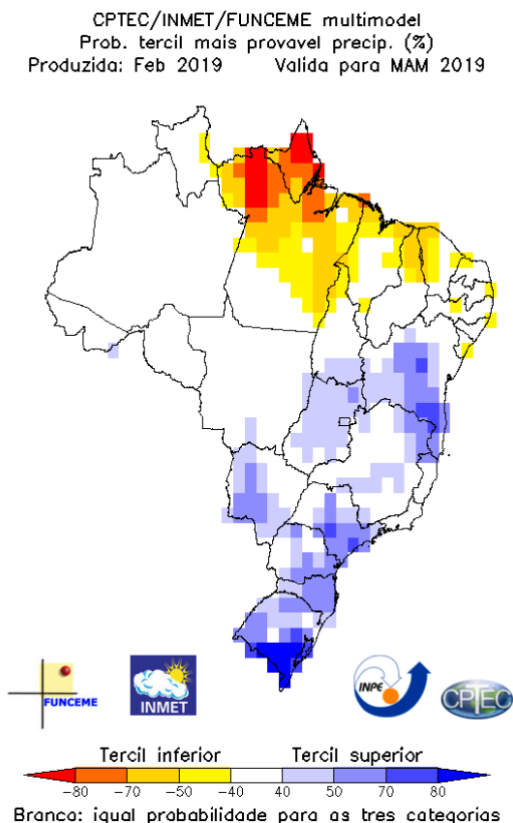 CPTEC/INMET/FUNCEME multimodel
Prob. tercil mais provavel precip. (%)
Produzida: Feb 2019 Valida para MAM 2019
FUNCEME
INMET
INPE
CPTEC
Tercil inferior Tercil superior
-80 -70 -50 -40 40 50 70 80
Branca: igual probabilidade para as tres categorias